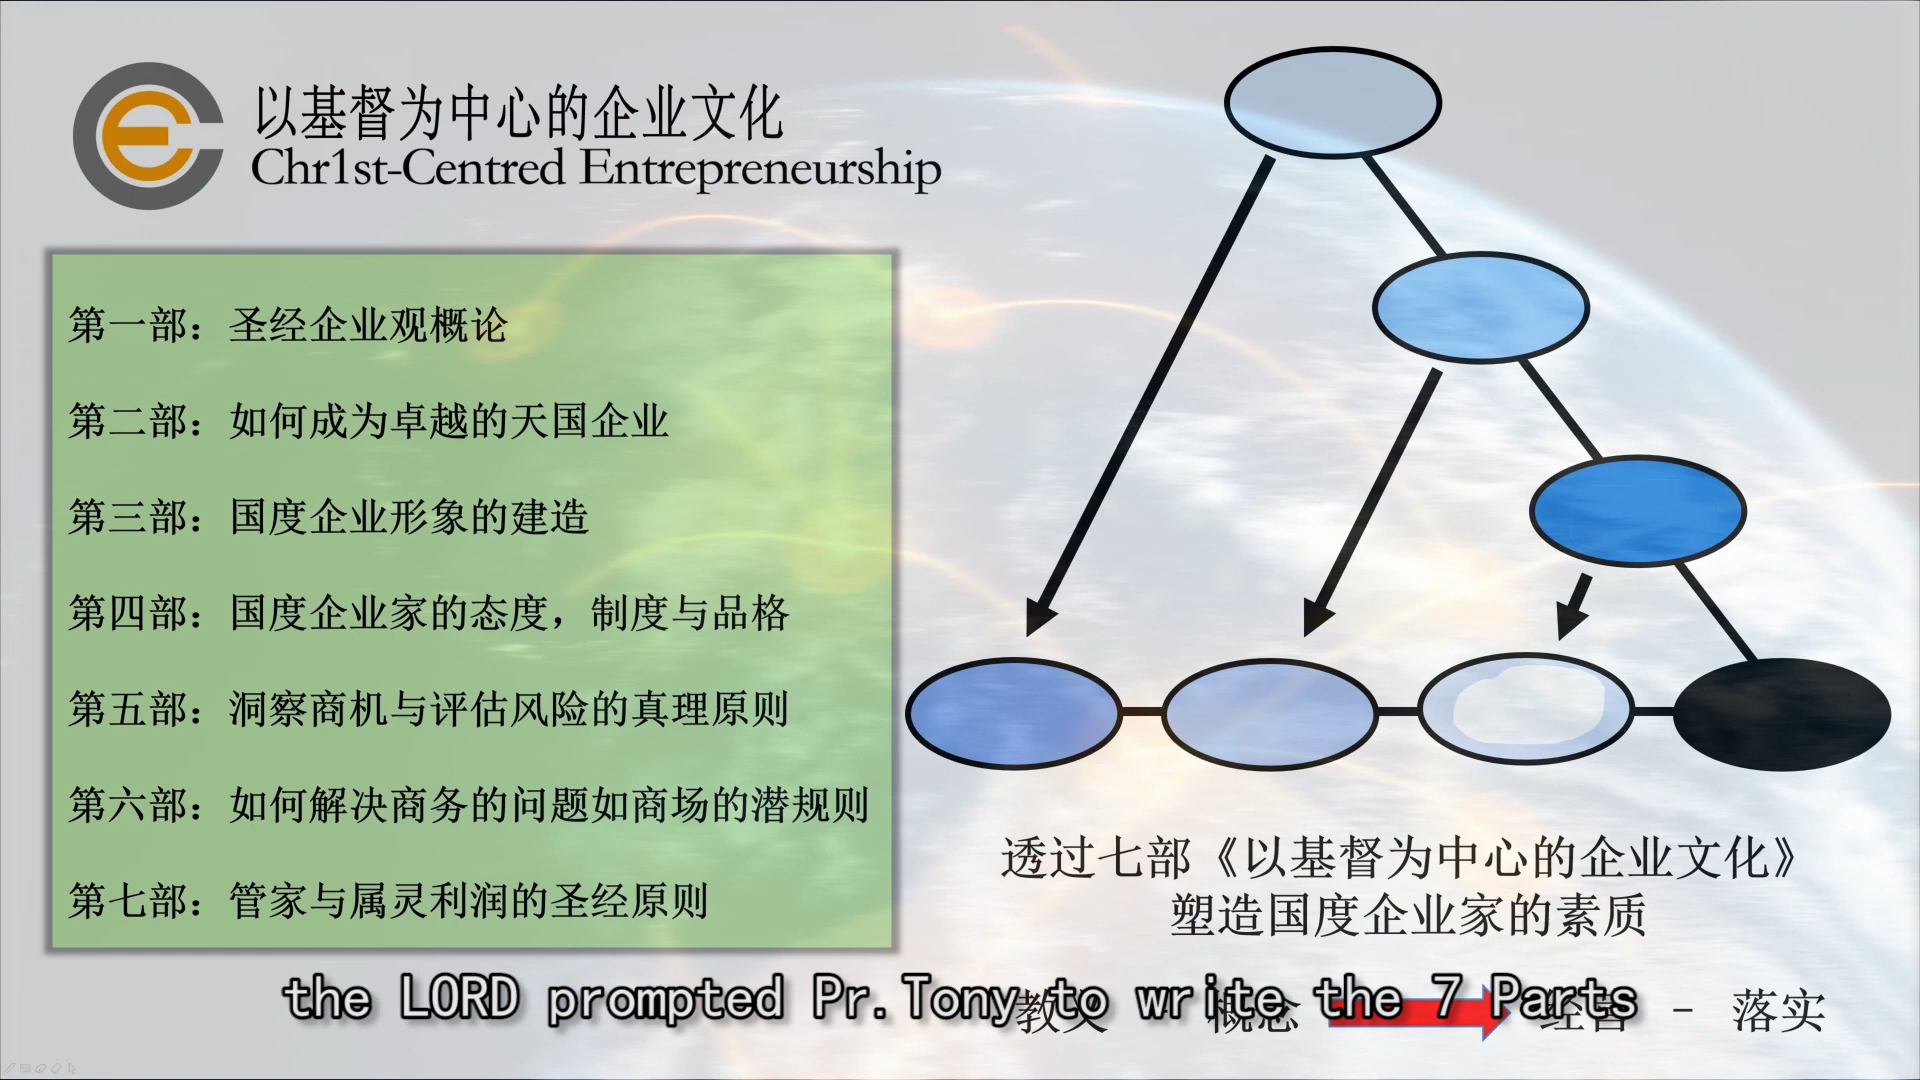 以基督为中心的企业文化
Chr1st-Centred Entrepreneurship
第一部：圣经企业观概论
第二部：如何成为卓越的天国企业
第三部：国度企业形象的建造
第四部：国度企业家的态度，制度与品格
第五部：洞察商机与评估风险的真理原则
第六部：如何解决商务的问题如商场的潜规则
第七部：管家与属灵利润的圣经原则
透过七部《以基督为中心的企业文化》
塑造国度企业家的素质
教义 - 概念 经营 - 落实
the LORD prompted Pr.Tony to write the 7 Parts